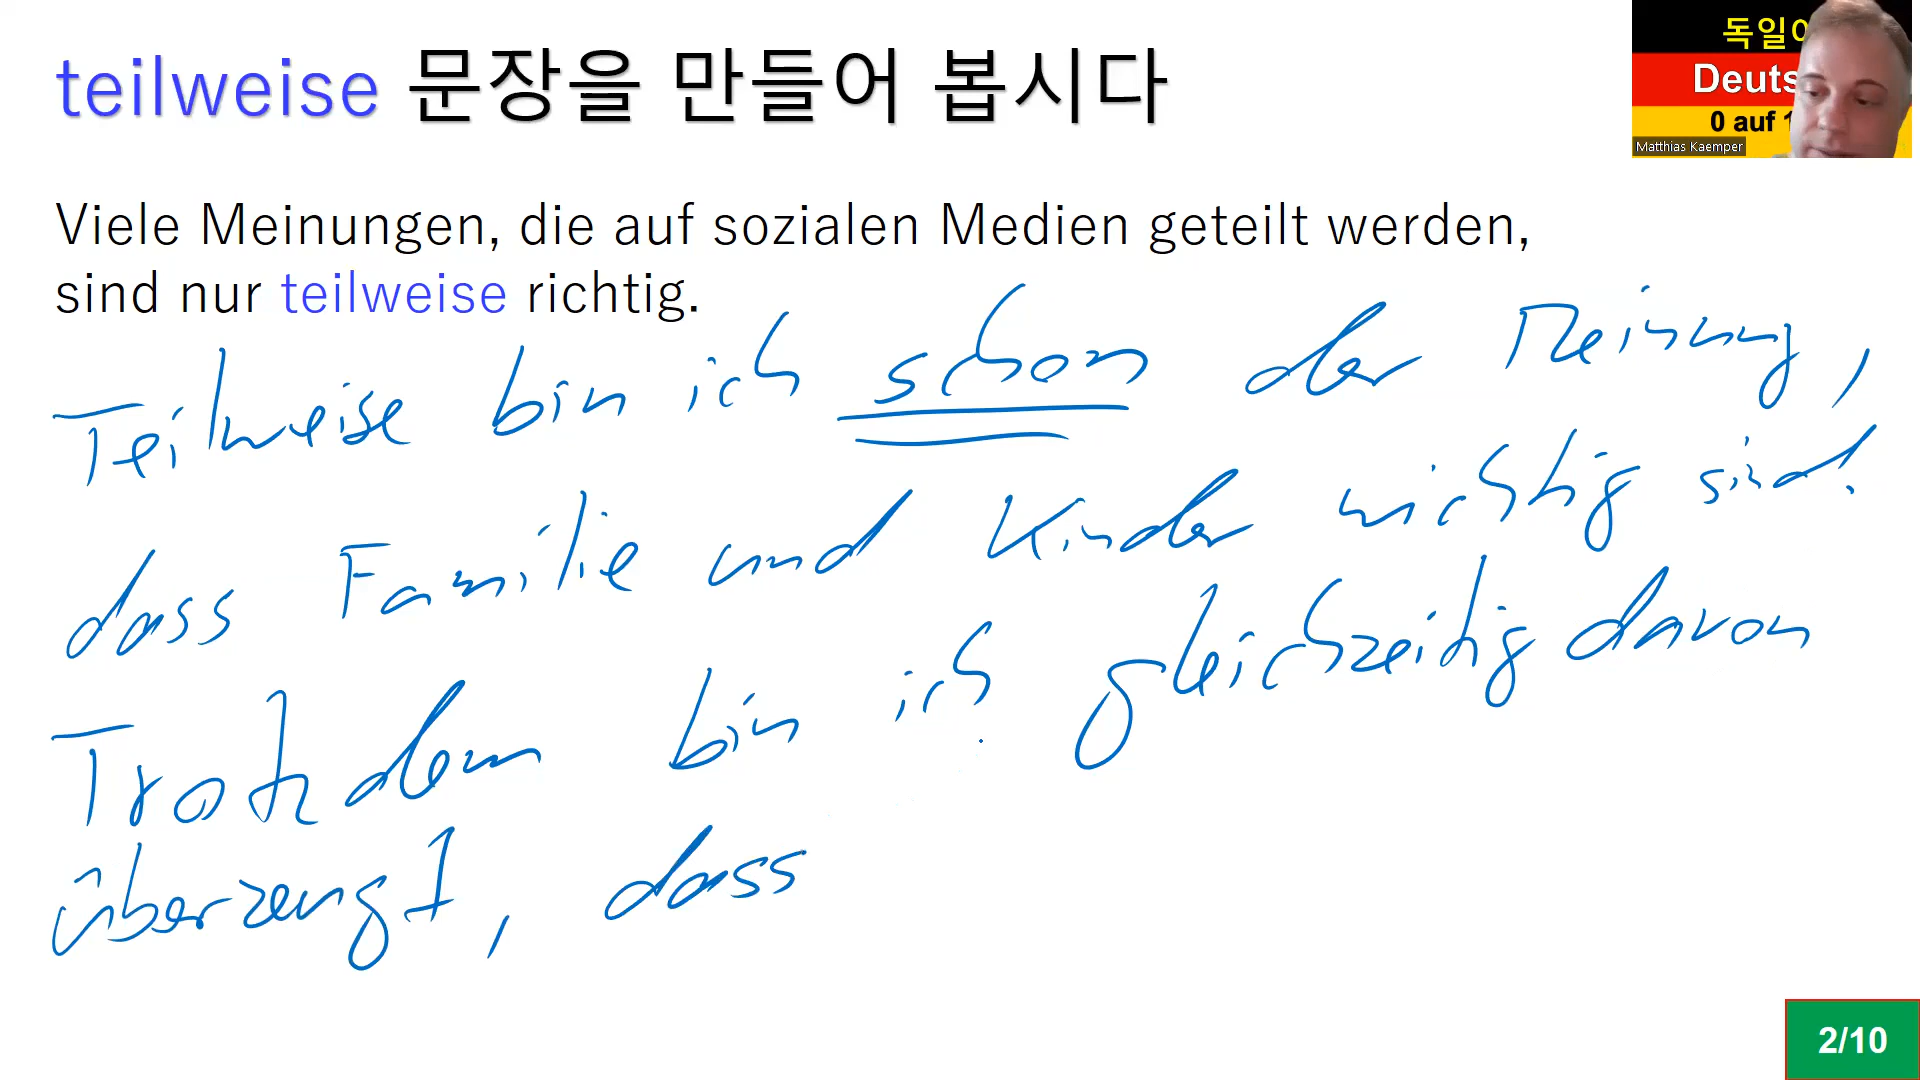 teilweise 문장을 만들어 봅시다
독일어
Deuts
0 auf 1
Matthias Kaemper
Viele Meinungen, die auf sozialen Medien geteilt werden,
sind nur teilweise richtig.
Teilweise bin ich schon der Meinung,
dass Familie und Kinder wichtig sind.
Trotzdem bin ich gleichzeitig davon
überzeugt, dass
2/10